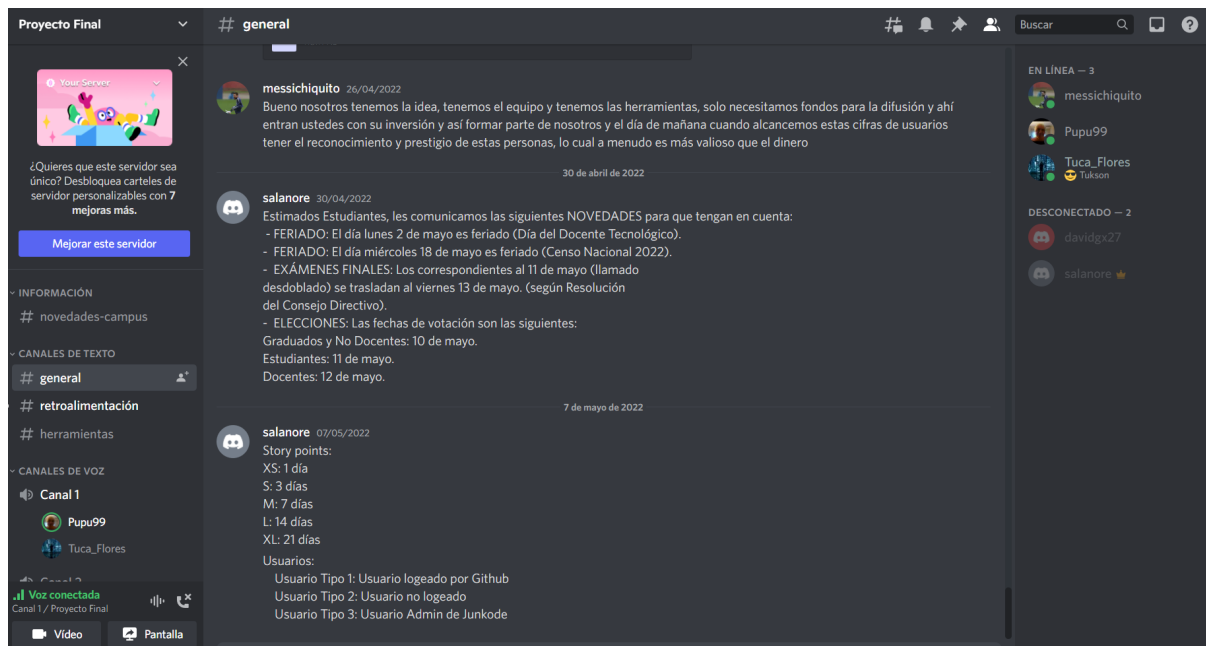 Proyecto Final
general
Buscar
Your Server
¿Quieres que este servidor sea
único? Desbloquea carteles de
servidor personalizables con 7
mejoras más.
Mejorar este servidor
INFORMACIÓN
novedades-campus
CANALES DE TEXTO
general
retroalimentación
herramientas
CANALES DE VOZ
Canal 1
Pupu99
Tuca_Flores
Canal 2
Voz conectada
Canal 1 / Proyecto Final
Vídeo
Pantalla
messichiquito 26/04/2022
Bueno nosotros tenemos la idea, tenemos el equipo y tenemos las herramientas, solo necesitamos fondos para la difusión y ahí
entran ustedes con su inversión y así formar parte de nosotros y el día de mañana cuando alcancemos estas cifras de usuarios
tener el reconocimiento y prestigio de estas personas, lo cual a menudo es más valioso que el dinero
30 de abril de 2022
salanore 30/04/2022
Estimados Estudiantes, les comunicamos las siguientes NOVEDADES para que tengan en cuenta:
- FERIADO: El día lunes 2 de mayo es feriado (Día del Docente Tecnológico).
- FERIADO: El día miércoles 18 de mayo es feriado (Censo Nacional 2022).
- EXÁMENES FINALES: Los correspondientes al 11 de mayo (llamado
desdoblado) se trasladan al viernes 13 de mayo. (según Resolución
del Consejo Directivo).
- ELECCIONES: Las fechas de votación son las siguientes:
Graduados y No Docentes: 10 de mayo.
Estudiantes: 11 de mayo.
Docentes: 12 de mayo.
7 de mayo de 2022
salanore 07/05/2022
Story points:
XS: 1 día
S: 3 días
M: 7 días
L: 14 días
XL: 21 días
Usuarios:
Usuario Tipo 1: Usuario logeado por Github
Usuario Tipo 2: Usuario no logeado
Usuario Tipo 3: Usuario Admin de Junkode
EN LÍNEA — 3
messichiquito
Pupu99
Tuca_Flores
Tukson
DESCONECTADO — 2
davidgx27
salanore